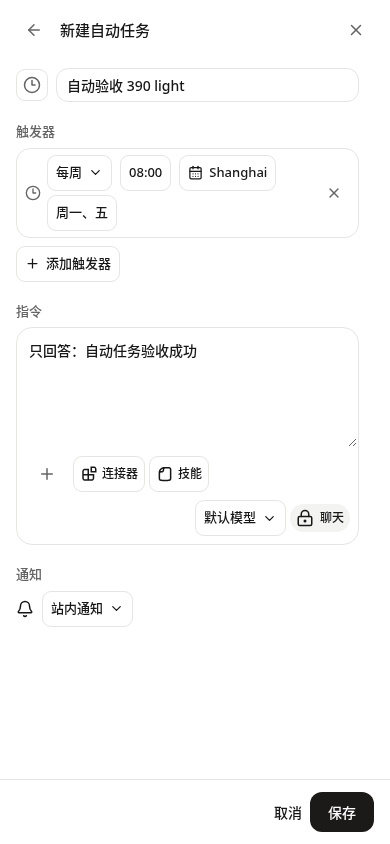 新建自动任务
自动验收 390 light
触发器
每周
08:00
Shanghai
周一、五
添加触发器
指令
只回答：自动任务验收成功
连接器
技能
默认模型
聊天
通知
站内通知
取消
保存